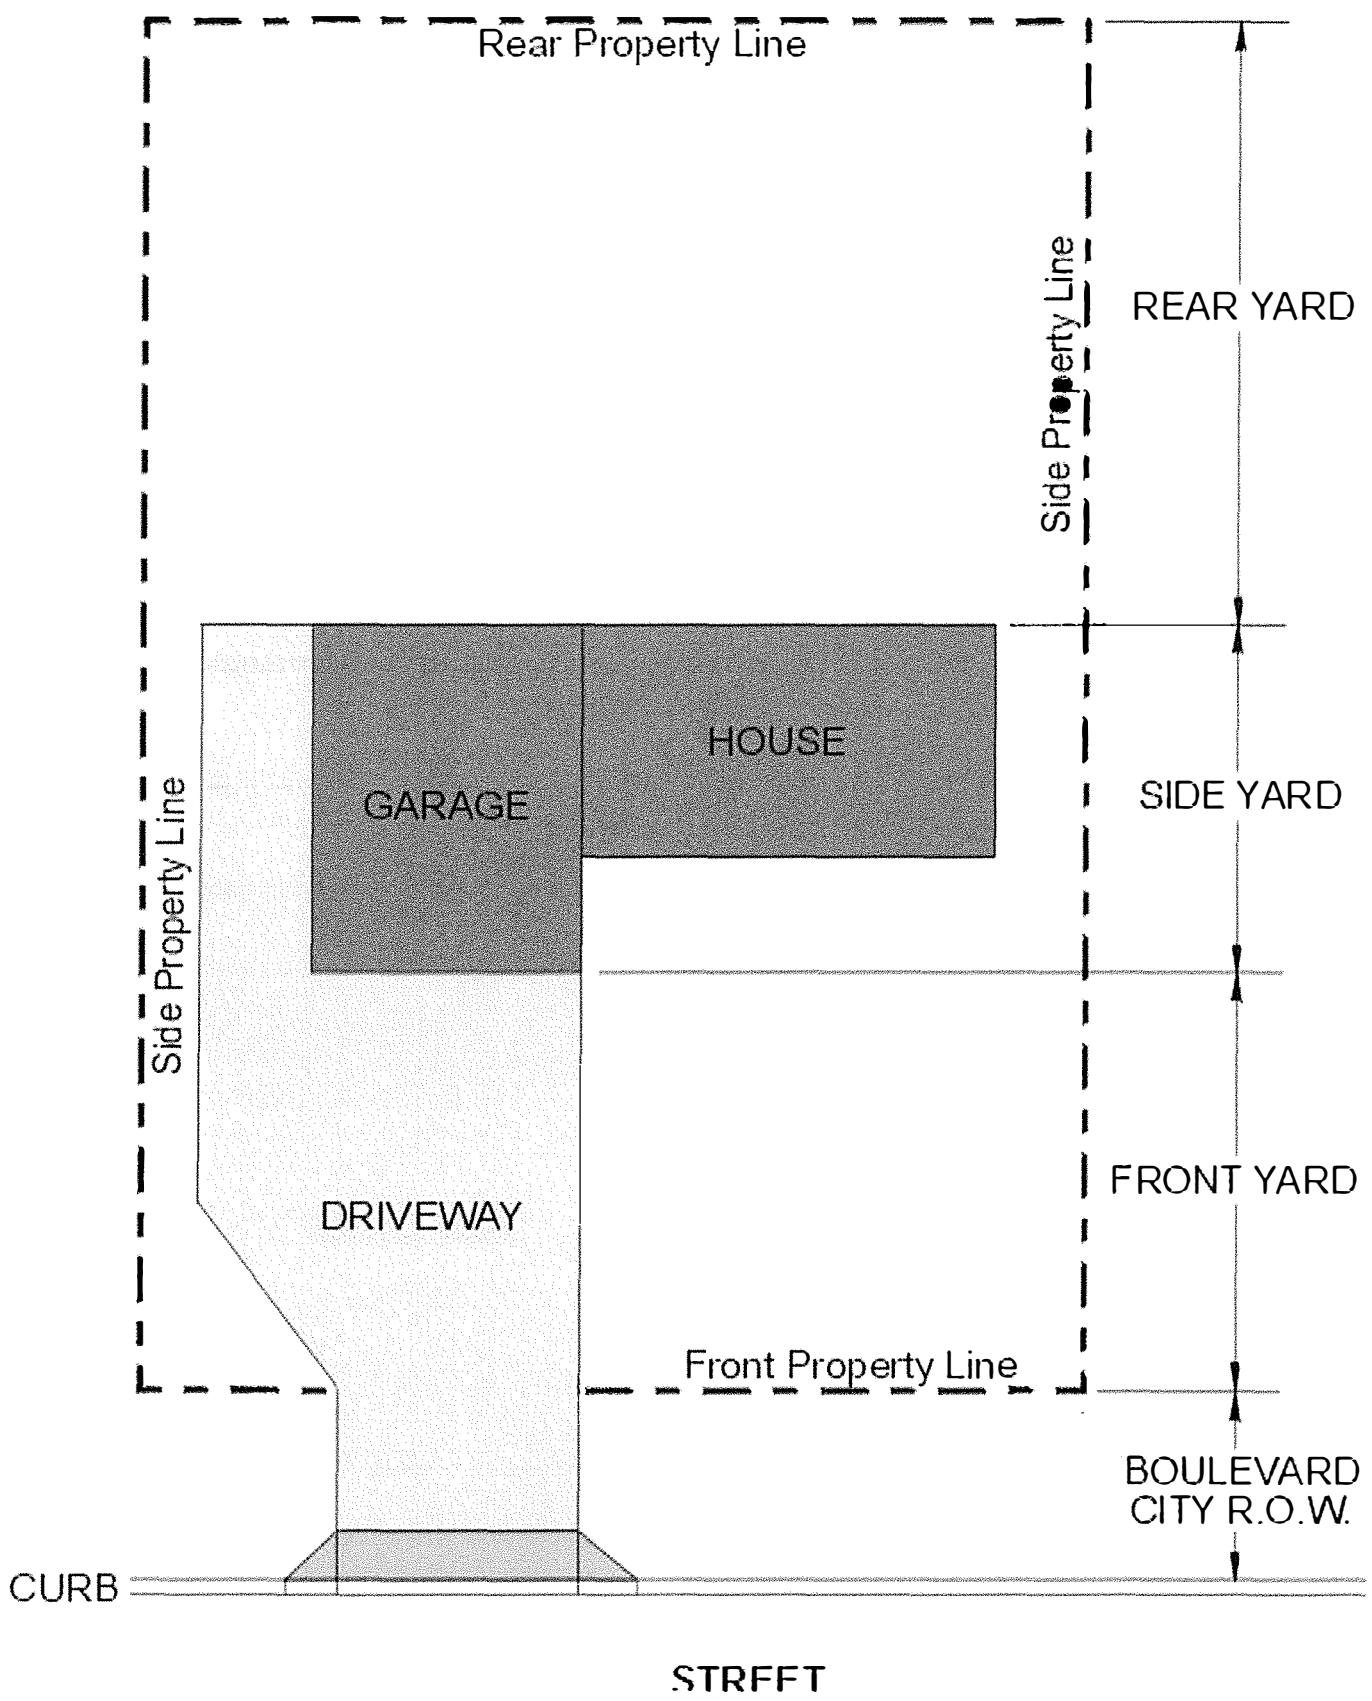 Rear Property Line
Side Property Line
REAR YARD
HOUSE
GARAGE
SIDE YARD
Side Property Line
FRONT YARD
DRIVEWAY
Front Property Line
BOULEVARD
CITY R.O.W.
CURB
STREET